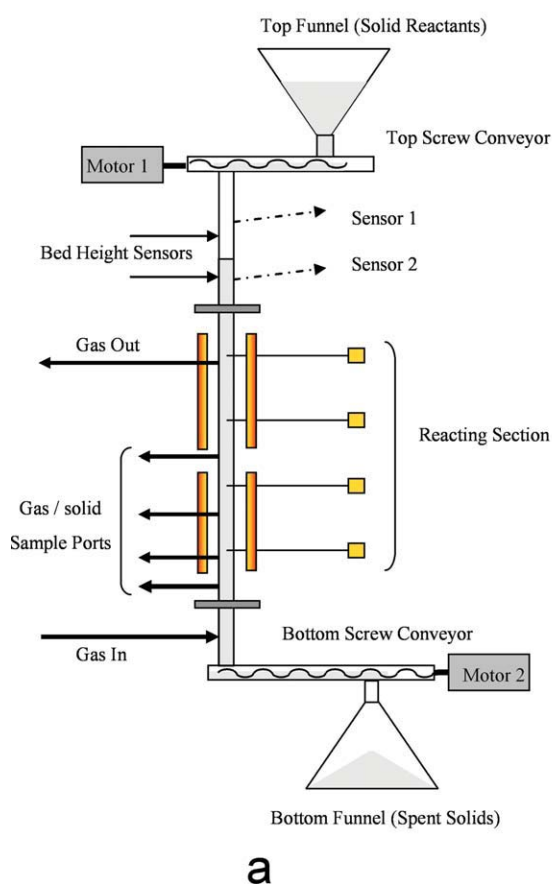 Top Funnel (Solid Reactants)
Top Screw Conveyor
Motor 1
Sensor 1
Bed Height Sensors
Sensor 2
Gas Out
Reacting Section
Gas / solid
Sample Ports
Bottom Screw Conveyor
Gas In
Motor 2
Bottom Funnel (Spent Solids)
a